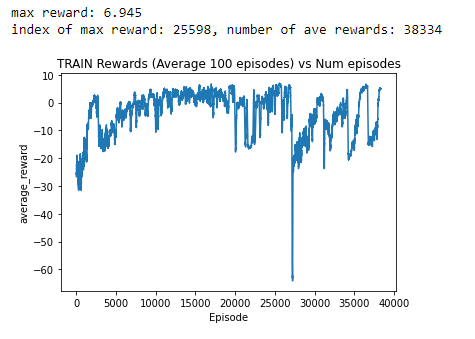 max reward: 6.945
index of max reward: 25598, number of ave rewards: 38334
TRAIN Rewards (Average 100 episodes) vs Num episodes
10
0
−10
−20
−30
−40
−50
−60
average_reward
0 5000 10000 15000 20000 25000 30000 35000 40000
Episode